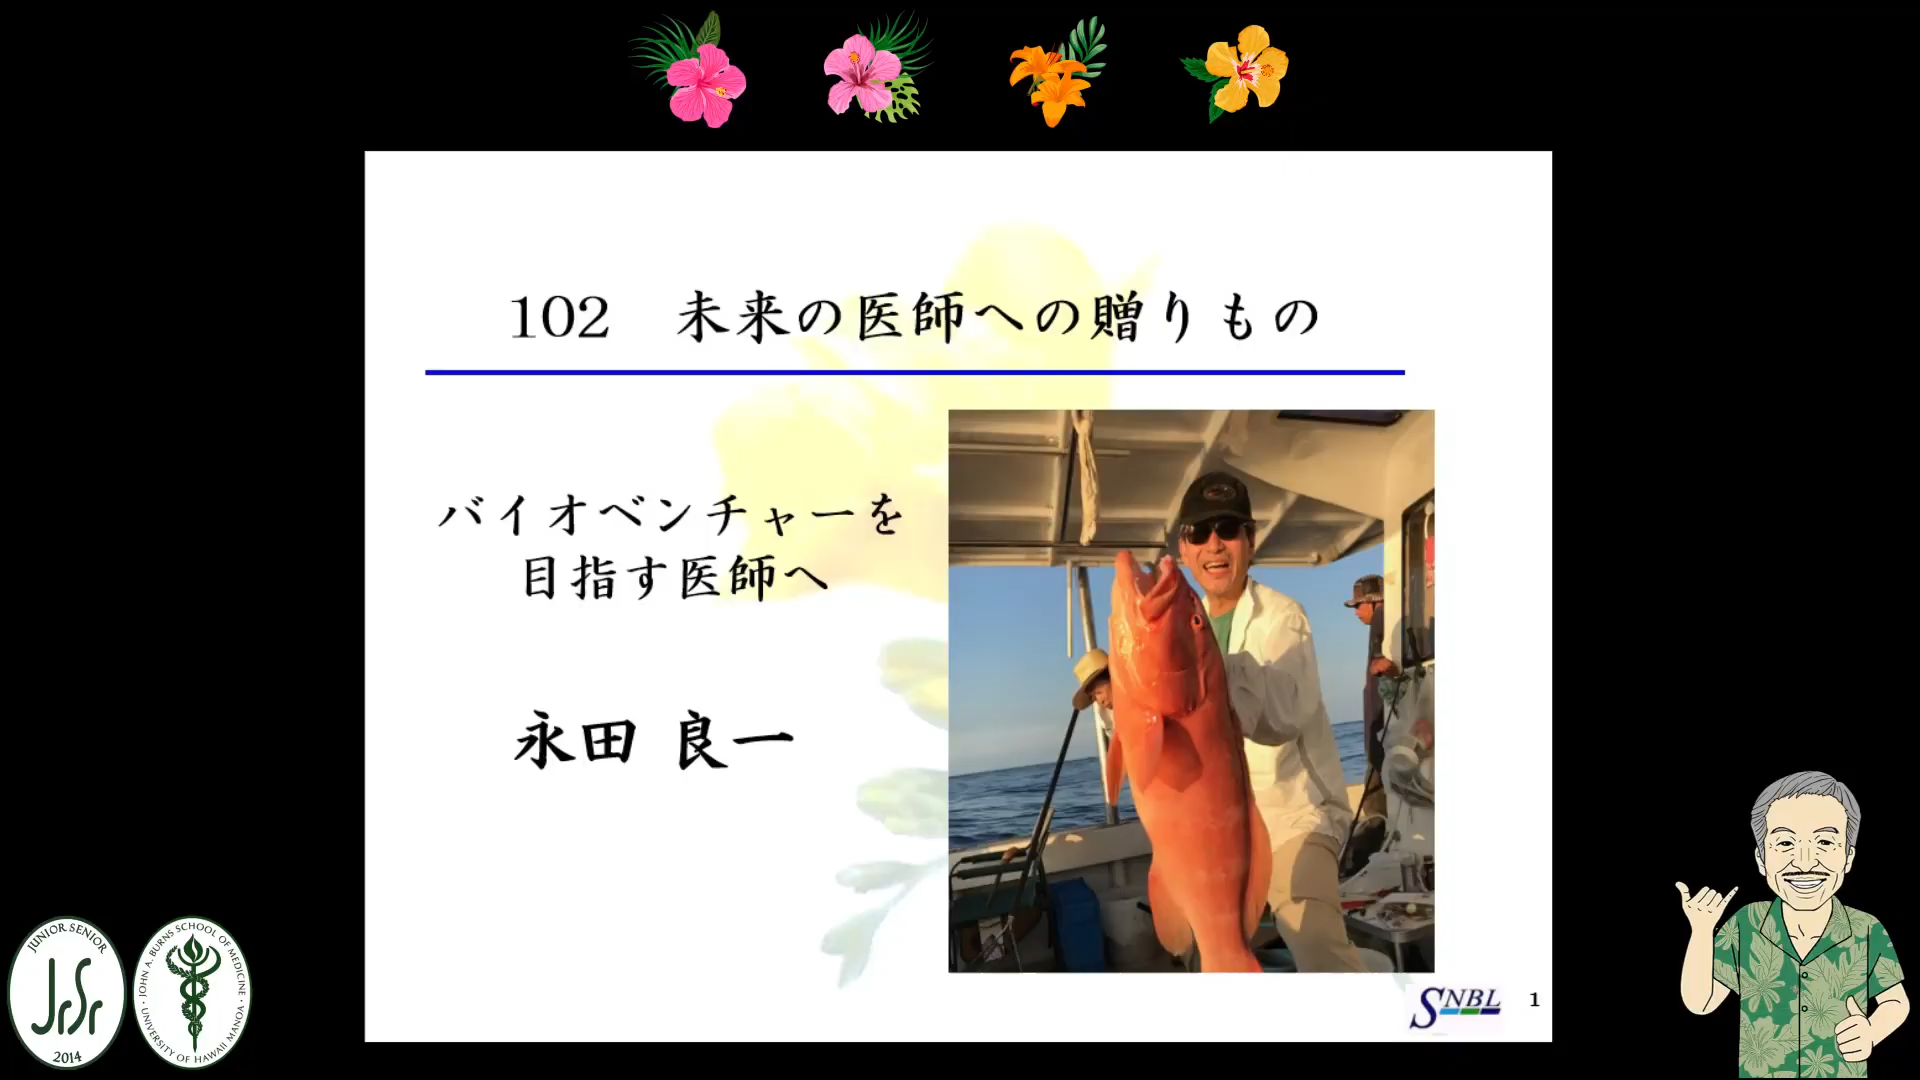 102　未来の医師への贈りもの
バイオベンチャーを
目指す医師へ
永田 良一
SNBL
1
JUNIOR SENIOR
JrSr
2014
JOHN A. BURNS SCHOOL OF MEDICINE
UNIVERSITY OF HAWAII MANOA